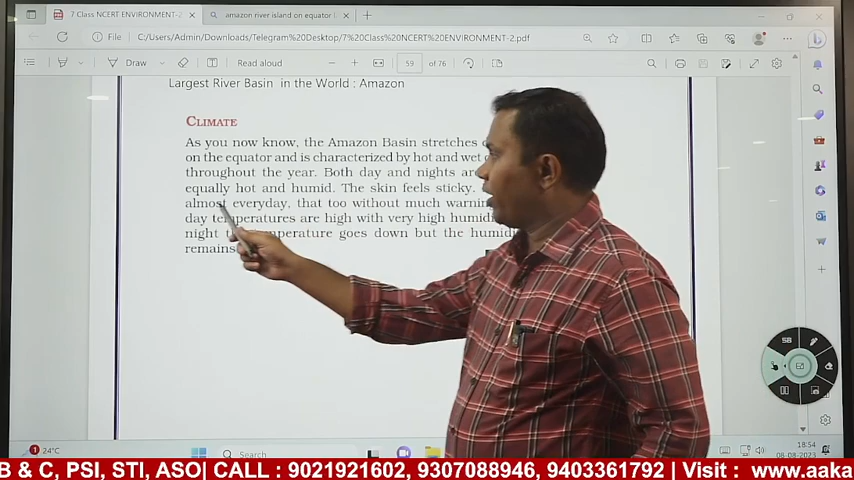 7 Class NCERT ENVIRONMENT-2
amazon river island on equator
File
C:/Users/Admin/Downloads/Telegram%20Desktop/7%20Class%20NCERT%20ENVIRONMENT-2.pdf
Draw
Read aloud
59 of 76
Largest River Basin in the World : Amazon
CLIMATE
As you now know, the Amazon Basin stretches
on the equator and is characterized by hot and wet
throughout the year. Both day and nights are
equally hot and humid. The skin feels sticky.
almost everyday, that too without much
day temperatures are high with very high
night temperature goes down but the
remains
SB
1
24°C
Search
18:54
08-08-2023
B & C, PSI, STI, ASO| CALL : 9021921602, 9307088946, 9403361792 | Visit : www.aaka